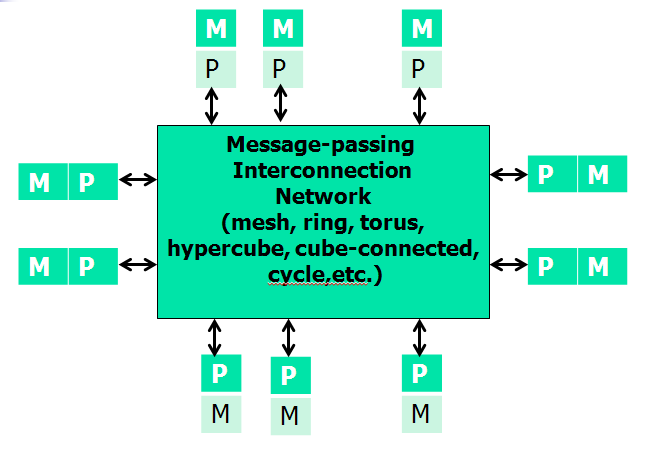 M M M
P P P
Message-passing
Interconnection
Network
(mesh, ring, torus,
hypercube, cube-connected,
cycle,etc.)
M P
P M
M P
P M
P P P
M M M